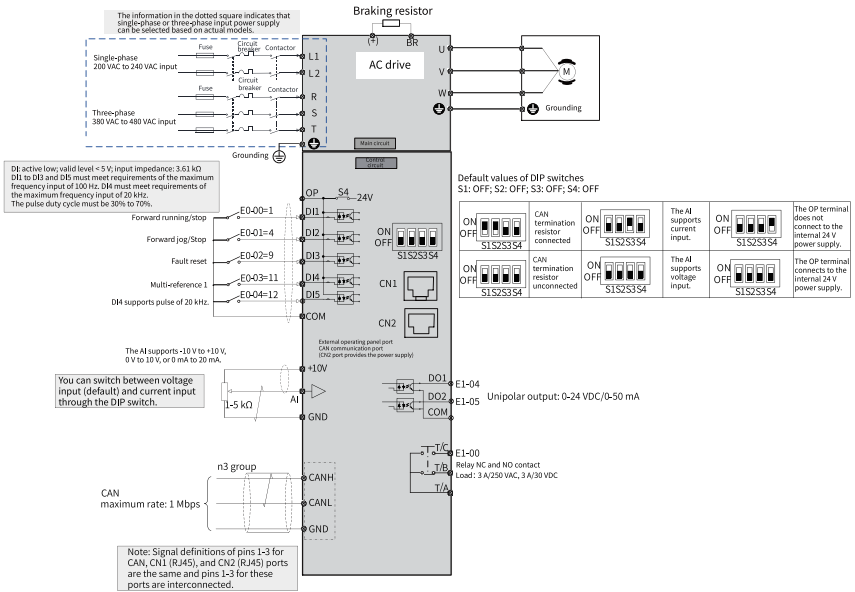 Braking resistor
The information in the dotted square indicates that
single-phase or three-phase input power supply
can be selected based on actual models.
(+)
BR
Fuse
Circuit
breaker
Contactor
Single-phase
200 VAC to 240 VAC input
L1
L2
AC drive
U
V
W
M
Grounding
Fuse
Circuit
breaker
Contactor
Three-phase
380 VAC to 480 VAC input
R
S
T
Grounding
Main circuit
Control
circuit
DI: active low; valid level < 5 V; input impedance: 3.61 kΩ
DI1 to DI3 and DI5 must meet requirements of the maximum
frequency input of 100 Hz. DI4 must meet requirements of
the maximum frequency input of 20 kHz.
The pulse duty cycle must be 30% to 70%.
OP
S4
24V
Forward running/stop
E0-00=1
DI1
Forward jog/Stop
E0-01=4
DI2
Fault reset
E0-02=9
DI3
Multi-reference 1
E0-03=11
DI4
DI4 supports pulse of 20 kHz.
E0-04=12
DI5
COM
ON
OFF
S1S2S3S4
CN1
CN2
External operating panel port
CAN communication port
(CN2 port provides the power supply)
Default values of DIP switches
S1: OFF; S2: OFF; S3: OFF; S4: OFF
ON
OFF
S1S2S3S4
CAN
termination
resistor
connected
ON
OFF
S1S2S3S4
The AI
supports
current
input.
ON
OFF
S1S2S3S4
The OP terminal
does not
connect to the
internal 24 V
power supply.
ON
OFF
S1S2S3S4
CAN
termination
resistor
unconnected
ON
OFF
S1S2S3S4
The AI
supports
voltage
input.
ON
OFF
S1S2S3S4
The OP terminal
connects to the
internal 24 V
power supply.
The AI supports -10 V to +10 V,
0 V to 10 V, or 0 mA to 20 mA.
You can switch between voltage
input (default) and current input
through the DIP switch.
1-5 kΩ
+10V
AI
GND
DO1
E1-04
DO2
E1-05
COM
Unipolar output: 0-24 VDC/0-50 mA
T/C
E1-00
T/B
T/A
Relay NC and NO contact
Load: 3 A/250 VAC, 3 A/30 VDC
n3 group
CAN
maximum rate: 1 Mbps
CANH
CANL
GND
Note: Signal definitions of pins 1-3 for
CAN, CN1 (RJ45), and CN2 (RJ45) ports
are the same and pins 1-3 for these
ports are interconnected.